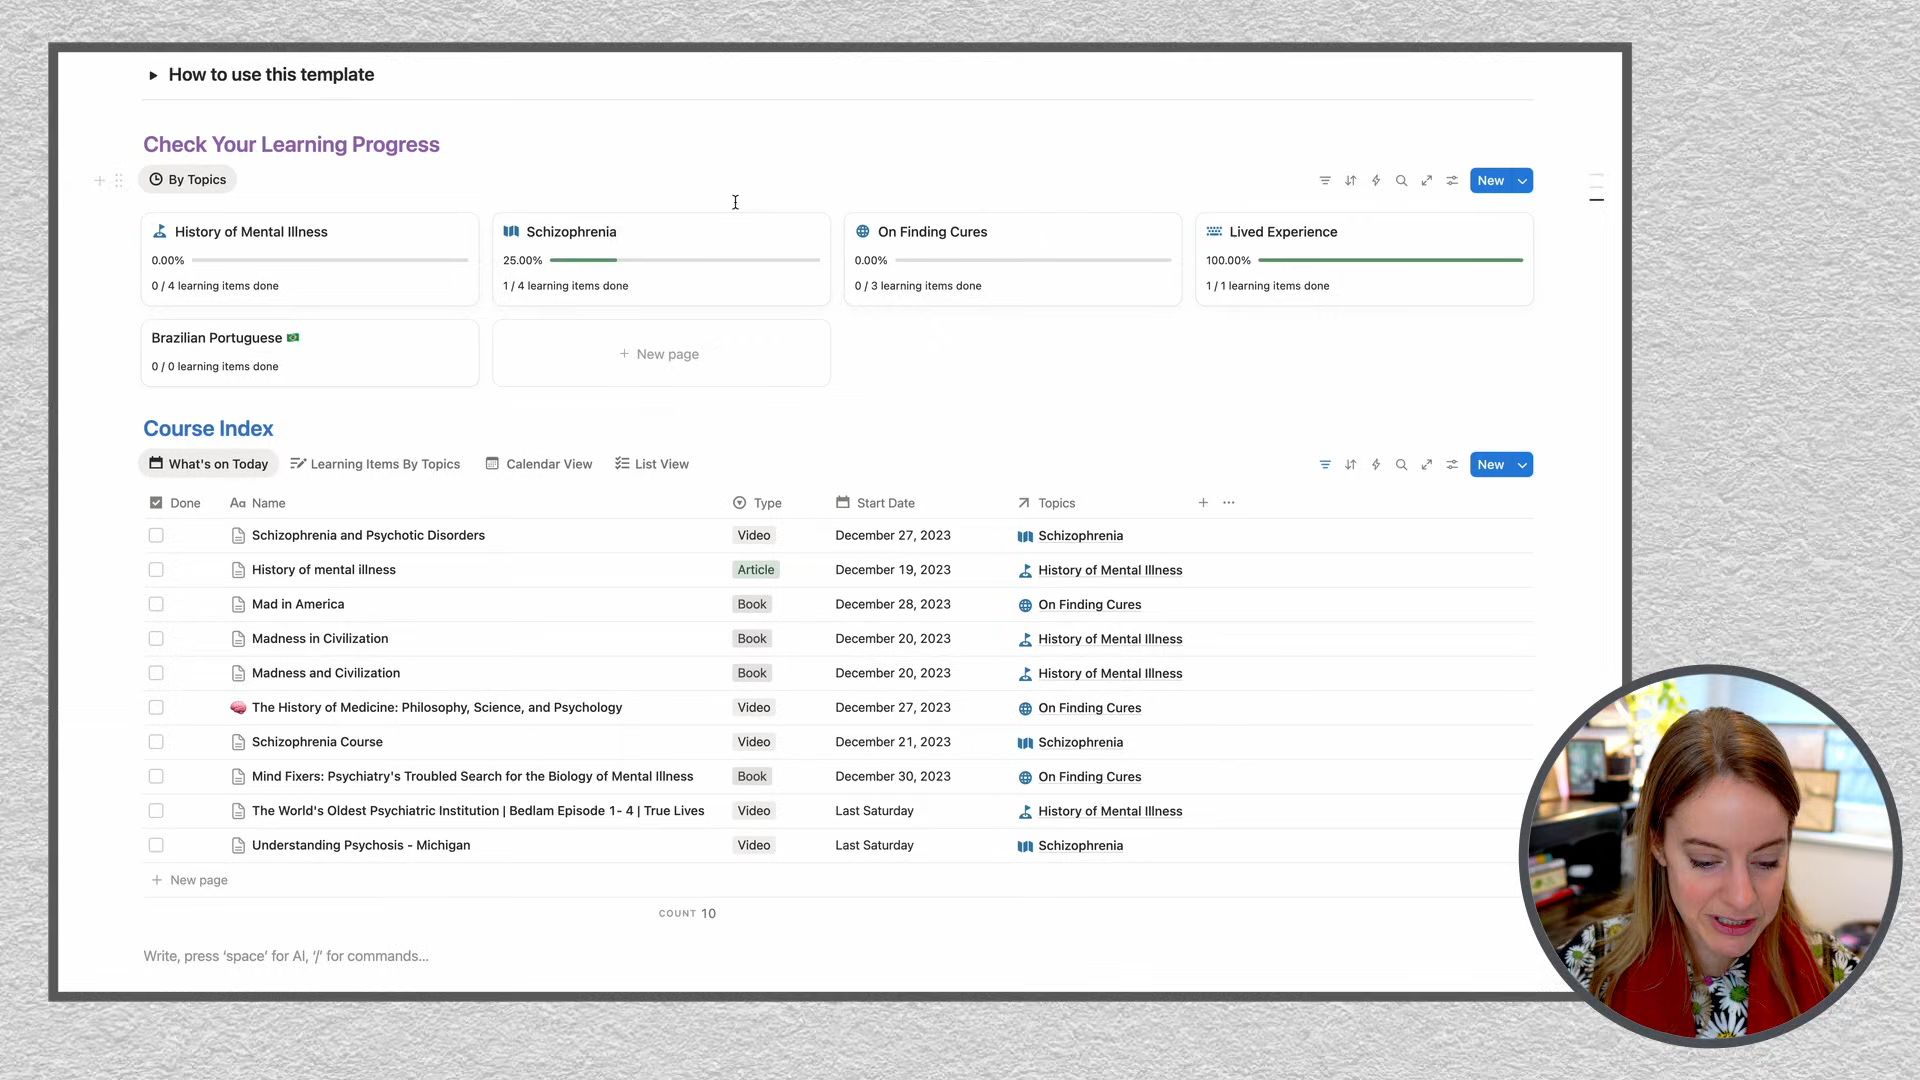 How to use this template
Check Your Learning Progress
By Topics
New
History of Mental Illness
0.00%
0 / 4 learning items done
Schizophrenia
25.00%
1 / 4 learning items done
On Finding Cures
0.00%
0 / 3 learning items done
Lived Experience
100.00%
1 / 1 learning items done
Brazilian Portuguese 🇧🇷
0 / 0 learning items done
+ New page
Course Index
What's on Today Learning Items By Topics Calendar View List View
New
Done Aa Name Type Start Date Topics + ...
Schizophrenia and Psychotic Disorders Video December 27, 2023 Schizophrenia
History of mental illness Article December 19, 2023 History of Mental Illness
Mad in America Book December 28, 2023 On Finding Cures
Madness in Civilization Book December 20, 2023 History of Mental Illness
Madness and Civilization Book December 20, 2023 History of Mental Illness
🧠 The History of Medicine: Philosophy, Science, and Psychology Video December 27, 2023 On Finding Cures
Schizophrenia Course Video December 21, 2023 Schizophrenia
Mind Fixers: Psychiatry's Troubled Search for the Biology of Mental Illness Book December 30, 2023 On Finding Cures
The World's Oldest Psychiatric Institution | Bedlam Episode 1- 4 | True Lives Video Last Saturday History of Mental Illness
Understanding Psychosis - Michigan Video Last Saturday Schizophrenia
+ New page
COUNT 10
Write, press ‘space’ for AI, ‘/’ for commands...